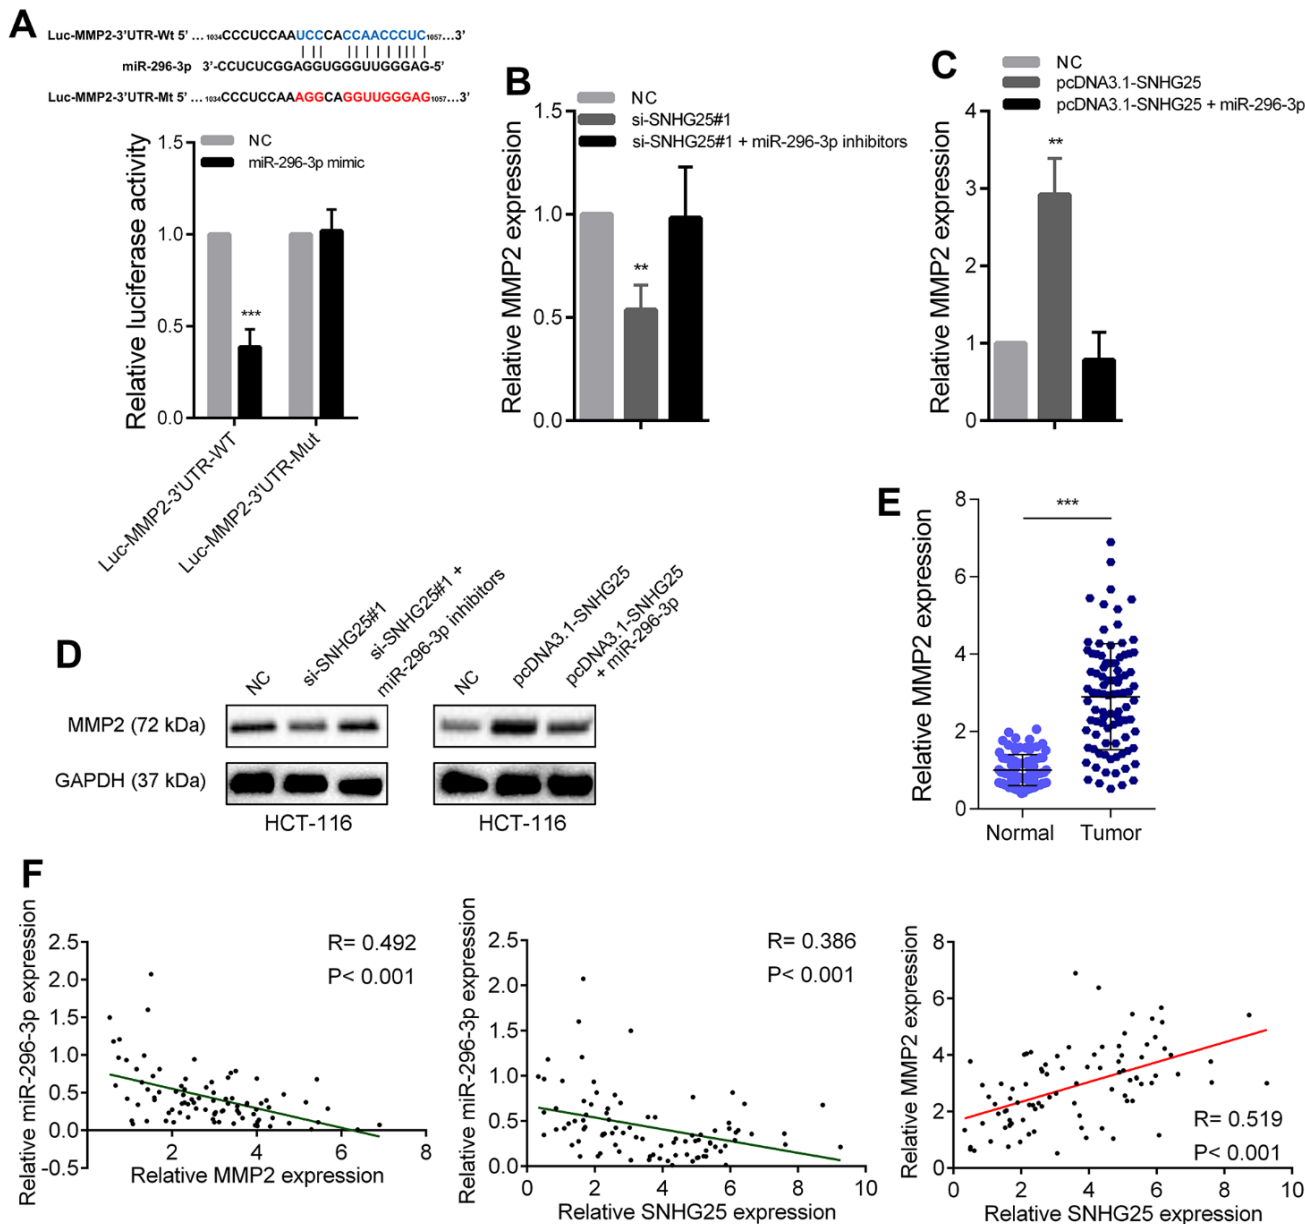 A
Luc-MMP2-3'UTR-Wt 5' ... 1034CCCUCCAAUCCCACCAACCCUC1057...3'
miR-296-3p 3'-CCUCUCGGAGGUGGGUUGGGAG-5'
Luc-MMP2-3'UTR-Mt 5' ... 1034CCCUCCAAAGGCAGGUUGGGAG1057...3'
NC
miR-296-3p mimic
Relative luciferase activity
1.5
1.0
0.5
0.0
***
Luc-MMP2-3'UTR-WT
Luc-MMP2-3'UTR-Mut
B
NC
si-SNHG25#1
si-SNHG25#1 + miR-296-3p inhibitors
Relative MMP2 expression
1.5
1.0
0.5
0.0
**
C
NC
pcDNA3.1-SNHG25
pcDNA3.1-SNHG25 + miR-296-3p
Relative MMP2 expression
4
3
2
1
0
**
D
NC
si-SNHG25#1
si-SNHG25#1 +
miR-296-3p inhibitors
NC
pcDNA3.1-SNHG25
pcDNA3.1-SNHG25
+ miR-296-3p
MMP2 (72 kDa)
GAPDH (37 kDa)
HCT-116
HCT-116
E
Relative MMP2 expression
8
6
4
2
0
***
Normal
Tumor
F
Relative miR-296-3p expression
2.5
2.0
1.5
1.0
0.5
0.0
-0.5
R= 0.492
P< 0.001
2 4 6 8
Relative MMP2 expression
Relative miR-296-3p expression
2.5
2.0
1.5
1.0
0.5
0.0
R= 0.386
P< 0.001
0 2 4 6 8 10
Relative SNHG25 expression
Relative MMP2 expression
8
6
4
2
0
R= 0.519
P< 0.001
0 2 4 6 8 10
Relative SNHG25 expression